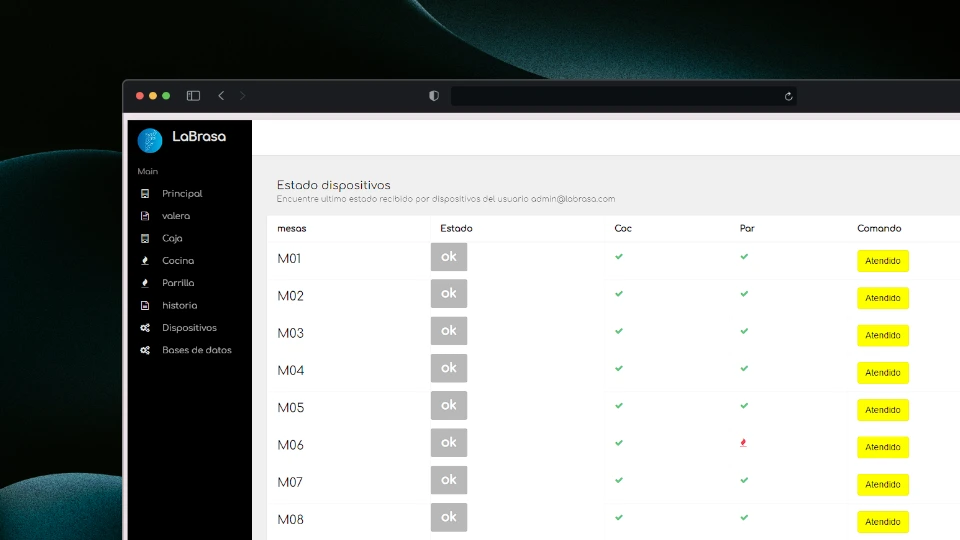 LaBrasa
Main
Principal
valera
Caja
Cocina
Parrilla
historia
Dispositivos
Bases de datos
Estado dispositivos
Encuentre ultimo estado recibido por dispositivos del usuario admin@labrasa.com
mesas Estado Coc Par Comando
M01 ok Atendido
M02 ok Atendido
M03 ok Atendido
M04 ok Atendido
M05 ok Atendido
M06 ok Atendido
M07 ok Atendido
M08 ok Atendido